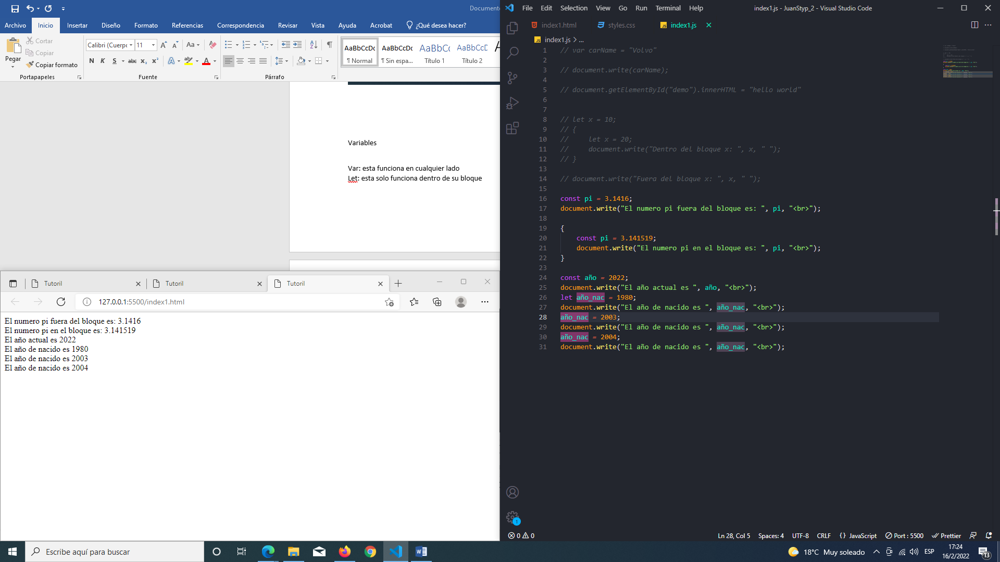 Documento
Archivo Inicio Insertar Diseño Formato Referencias Correspondencia Revisar Vista Ayuda Acrobat ¿Qué desea hacer?
Pegar
Cortar
Copiar
Copiar formato
Portapapeles
Calibri (Cuerpo 11
N K S abc x₂ x²
Fuente
Párrafo
AaBbCcDc AaBbCcDc AaBbCc AaBbCcD
¶ Normal ¶ Sin espa... Título 1 Título 2
Variables
Var: esta funciona en cualquier lado
Let: esta solo funciona dentro de su bloque
Tutoril Tutoril Tutoril
127.0.0.1:5500/index1.html
El numero pi fuera del bloque es: 3.1416
El numero pi en el bloque es: 3.141519
El año actual es 2022
El año de nacido es 1980
El año de nacido es 2003
El año de nacido es 2004
File Edit Selection View Go Run Terminal Help index1.js - JuanStyp_2 - Visual Studio Code
index1.html styles.css JS index1.js
JS index1.js > ...
1 // var carName = "Volvo"
2
3 // document.write(carName);
4
5 // document.getElementById("demo").innerHTML = "hello world"
6
7
8 // let x = 10;
9 // {
10 //     let x = 20;
11 //     document.write("Dentro del bloque x: ", x, " ");
12 // }
13
14 // document.write("Fuera del bloque x: ", x, " ");
15
16 const pi = 3.1416;
17 document.write("El numero pi fuera del bloque es: ", pi, "<br>");
18
19 {
20     const pi = 3.141519;
21     document.write("El numero pi en el bloque es: ", pi, "<br>");
22 }
23
24 const año = 2022;
25 document.write("El año actual es ", año, "<br>");
26 let año_nac = 1980;
27 document.write("El año de nacido es ", año_nac, "<br>");
28 año_nac = 2003;
29 document.write("El año de nacido es ", año_nac, "<br>");
30 año_nac = 2004;
31 document.write("El año de nacido es ", año_nac, "<br>");
1
0 0 Ln 28, Col 5 Spaces: 4 UTF-8 CRLF {} JavaScript Port : 5500 Prettier
Escribe aquí para buscar
18°C Muy soleado ESP 17:24
16/2/2022
13